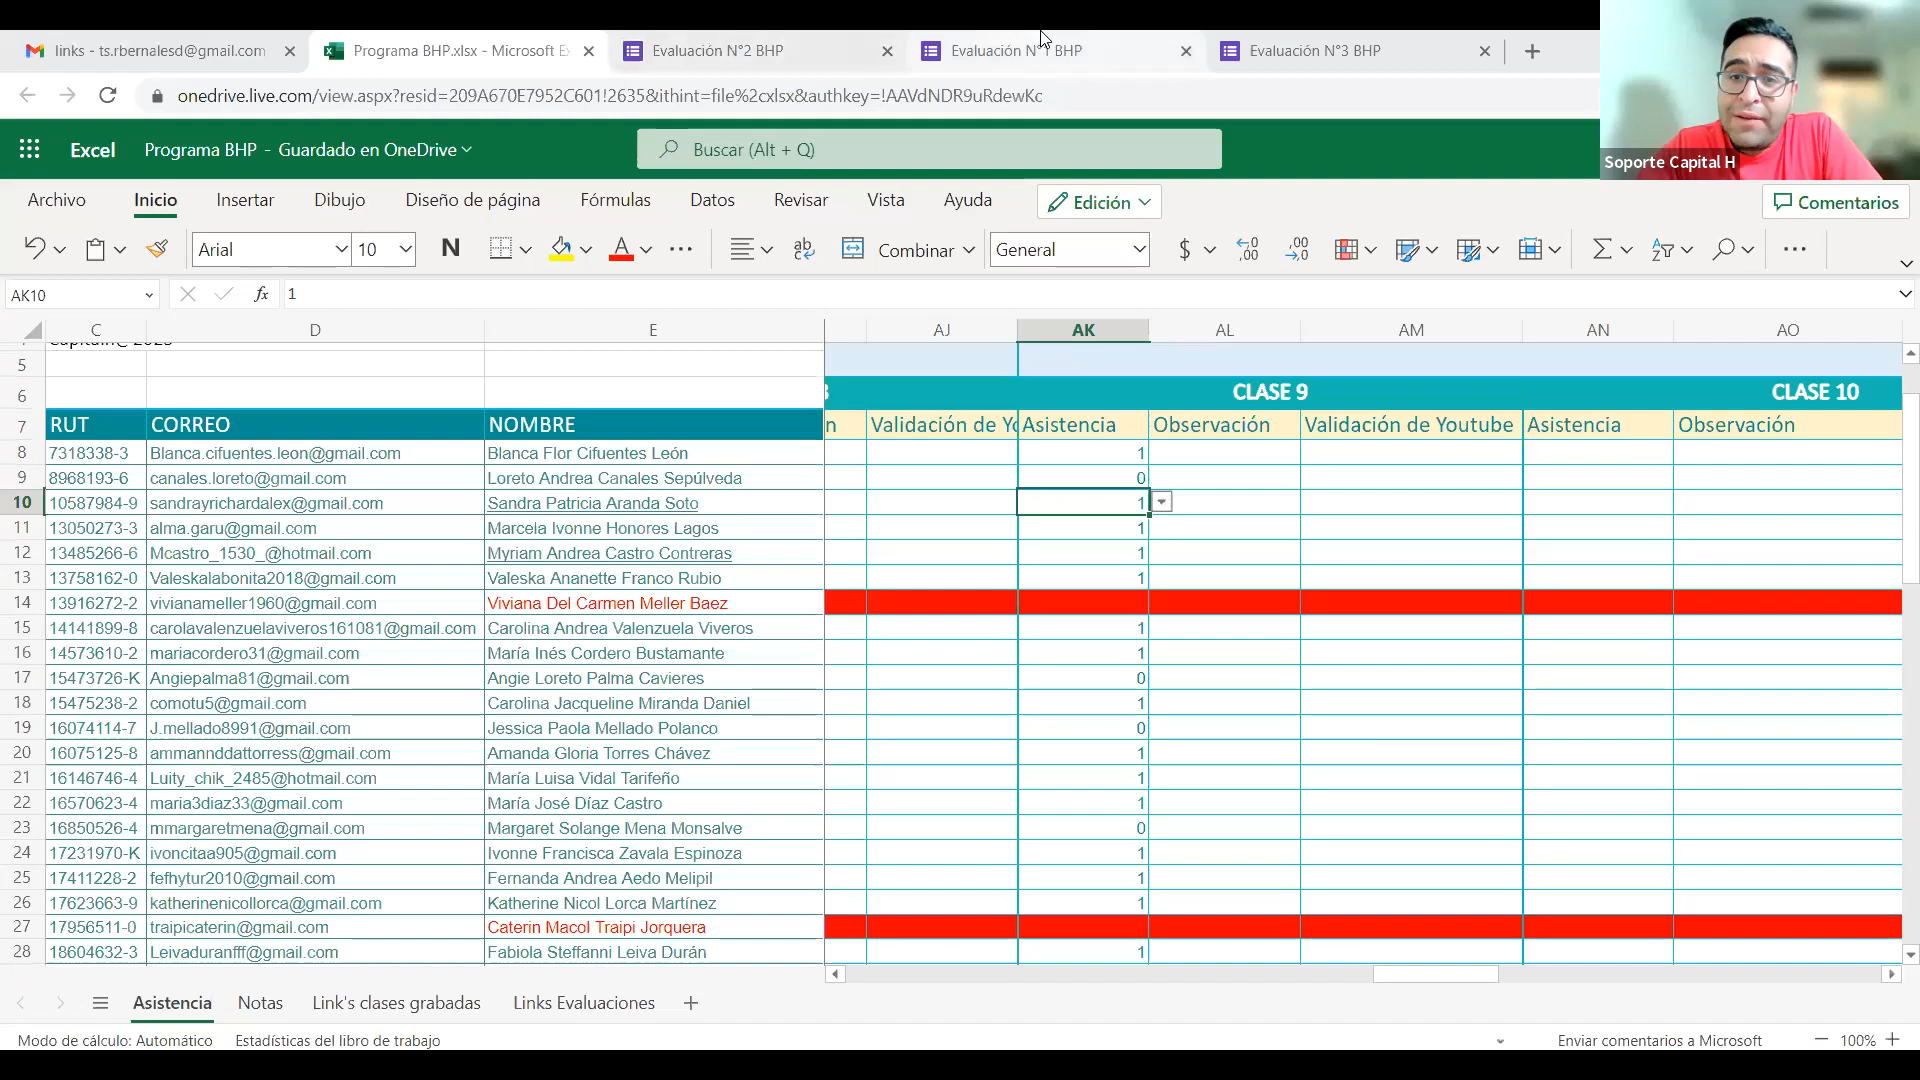 links - ts.rbernalesd@gmail.com
Programa BHP.xlsx - Microsoft Ex
Evaluación N°2 BHP
Evaluación N°1 BHP
Evaluación N°3 BHP
onedrive.live.com/view.aspx?resid=209A670E7952C601!2635&ithint=file%2cxlsx&authkey=!AAVdNDR9uRdewKc
Soporte Capital H
Excel
Programa BHP - Guardado en OneDrive
Buscar (Alt + Q)
Archivo Inicio Insertar Dibujo Diseño de página Fórmulas Datos Revisar Vista Ayuda Edición Comentarios
Arial 10 N Combinar General
AK10 fx 1
C D E AJ AK AL AM AN AO
5
6 CLASE 9 CLASE 10
7 RUT CORREO NOMBRE n Validación de Yo Asistencia Observación Validación de Youtube Asistencia Observación
8 7318338-3 Blanca.cifuentes.leon@gmail.com Blanca Flor Cifuentes León 1
9 8968193-6 canales.loreto@gmail.com Loreto Andrea Canales Sepúlveda 0
10 10587984-9 sandrayrichardalex@gmail.com Sandra Patricia Aranda Soto 1
11 13050273-3 alma.garu@gmail.com Marcela Ivonne Honores Lagos 1
12 13485266-6 Mcastro_1530_@hotmail.com Myriam Andrea Castro Contreras 1
13 13758162-0 Valeskalabonita2018@gmail.com Valeska Ananette Franco Rubio 1
14 13916272-2 vivianameller1960@gmail.com Viviana Del Carmen Meller Baez
15 14141899-8 carolavalenzuelaviveros161081@gmail.com Carolina Andrea Valenzuela Viveros 1
16 14573610-2 mariacordero31@gmail.com María Inés Cordero Bustamante 1
17 15473726-K Angiepalma81@gmail.com Angie Loreto Palma Cavieres 0
18 15475238-2 comotu5@gmail.com Carolina Jacqueline Miranda Daniel 1
19 16074114-7 J.mellado8991@gmail.com Jessica Paola Mellado Polanco 0
20 16075125-8 ammannddattorress@gmail.com Amanda Gloria Torres Chávez 1
21 16146746-4 Luity_chik_2485@hotmail.com María Luisa Vidal Tarifeño 1
22 16570623-4 maria3diaz33@gmail.com María José Díaz Castro 1
23 16850526-4 mmargaretmena@gmail.com Margaret Solange Mena Monsalve 0
24 17231970-K ivoncitaa905@gmail.com Ivonne Francisca Zavala Espinoza 1
25 17411228-2 fefhytur2010@gmail.com Fernanda Andrea Aedo Melipil 1
26 17623663-9 katherinenicollorca@gmail.com Katherine Nicol Lorca Martínez 1
27 17956511-0 traipicaterin@gmail.com Caterin Macol Traipi Jorquera
28 18604632-3 Leivaduranfff@gmail.com Fabiola Steffanni Leiva Durán 1
Asistencia Notas Link's clases grabadas Links Evaluaciones
Modo de cálculo: Automático Estadísticas del libro de trabajo Enviar comentarios a Microsoft 100%